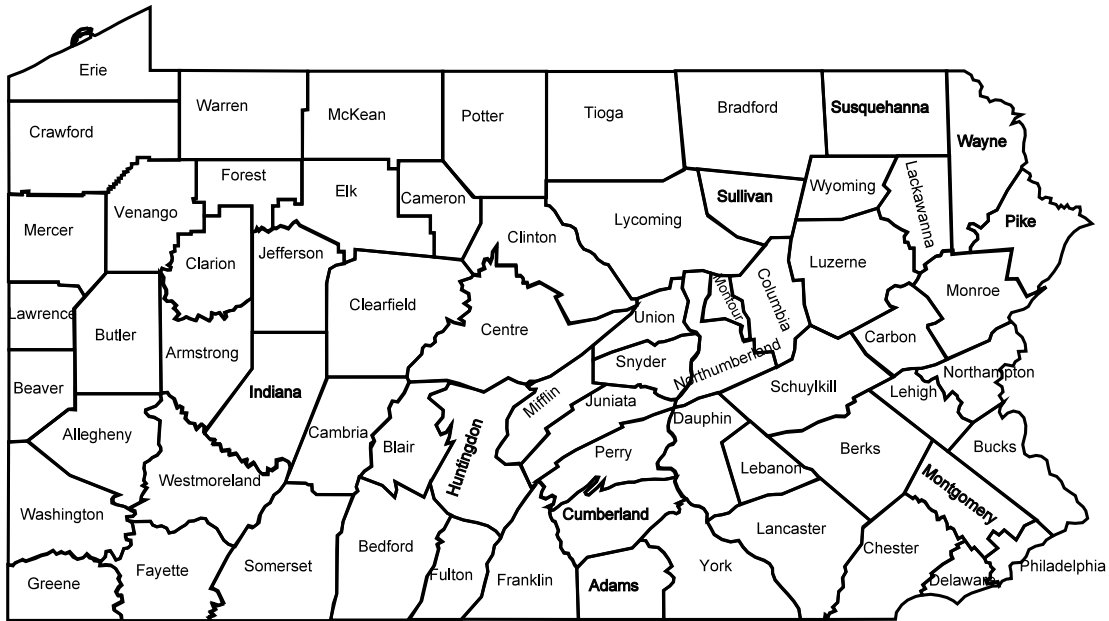 Erie
Warren
McKean
Potter
Tioga
Bradford
Susquehanna
Crawford
Wayne
Forest
Elk
Cameron
Sullivan
Wyoming
Lackawanna
Mercer
Venango
Lycoming
Pike
Clarion
Jefferson
Clinton
Luzerne
Lawrence
Butler
Clearfield
Centre
Union
Montour
Columbia
Monroe
Armstrong
Snyder
Northumberland
Carbon
Beaver
Indiana
Mifflin
Juniata
Schuylkill
Lehigh
Northampton
Allegheny
Cambria
Blair
Huntingdon
Perry
Dauphin
Lebanon
Berks
Bucks
Westmoreland
Washington
Cumberland
Lancaster
Montgomery
Greene
Fayette
Somerset
Bedford
Fulton
Franklin
Adams
York
Chester
Delaware
Philadelphia